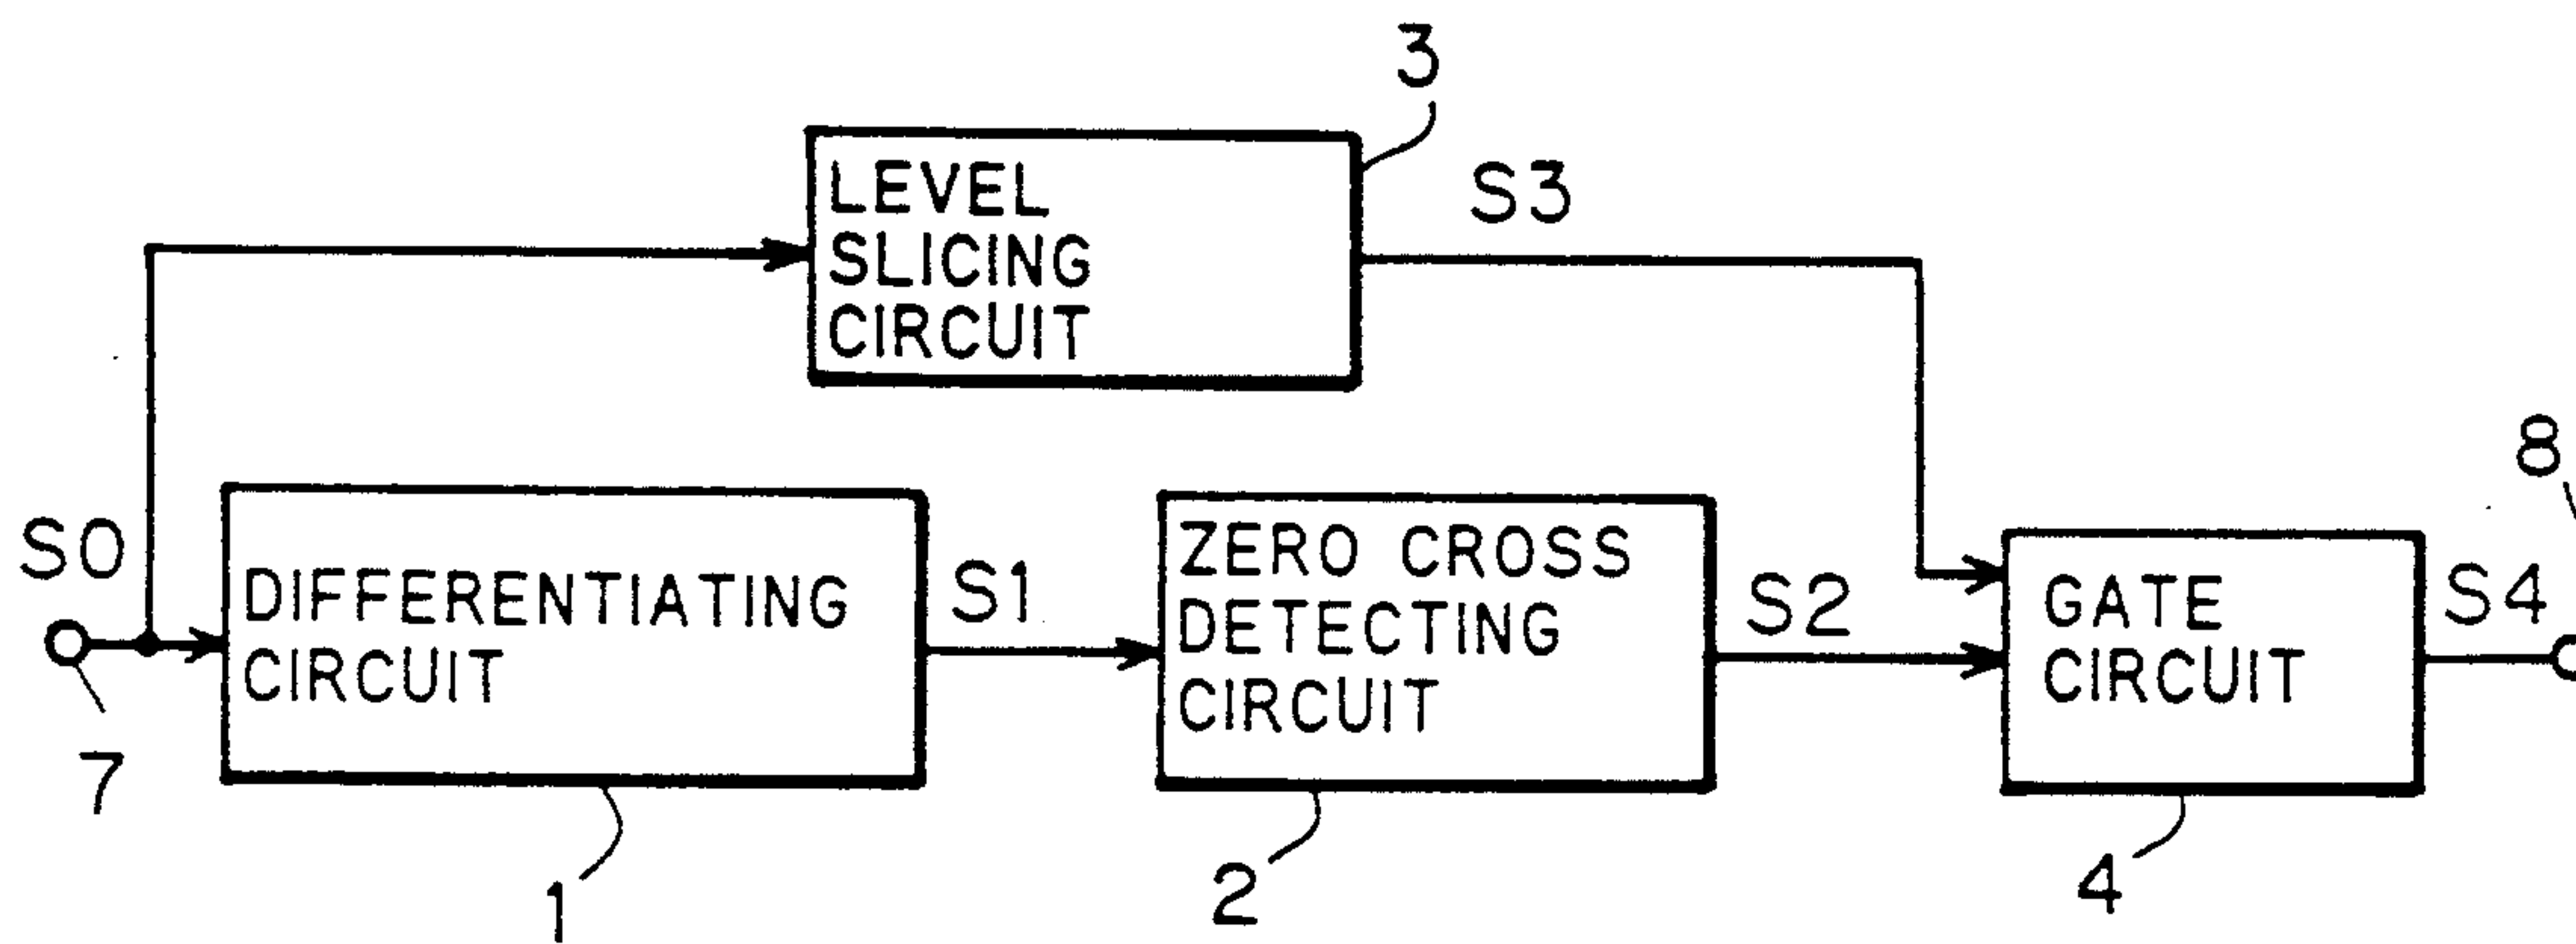 3
LEVEL
SLICING
CIRCUIT
S3
8
S0
DIFFERENTIATING
CIRCUIT
S1
ZERO CROSS
DETECTING
CIRCUIT
S2
GATE
CIRCUIT
S4
7
1
2
4